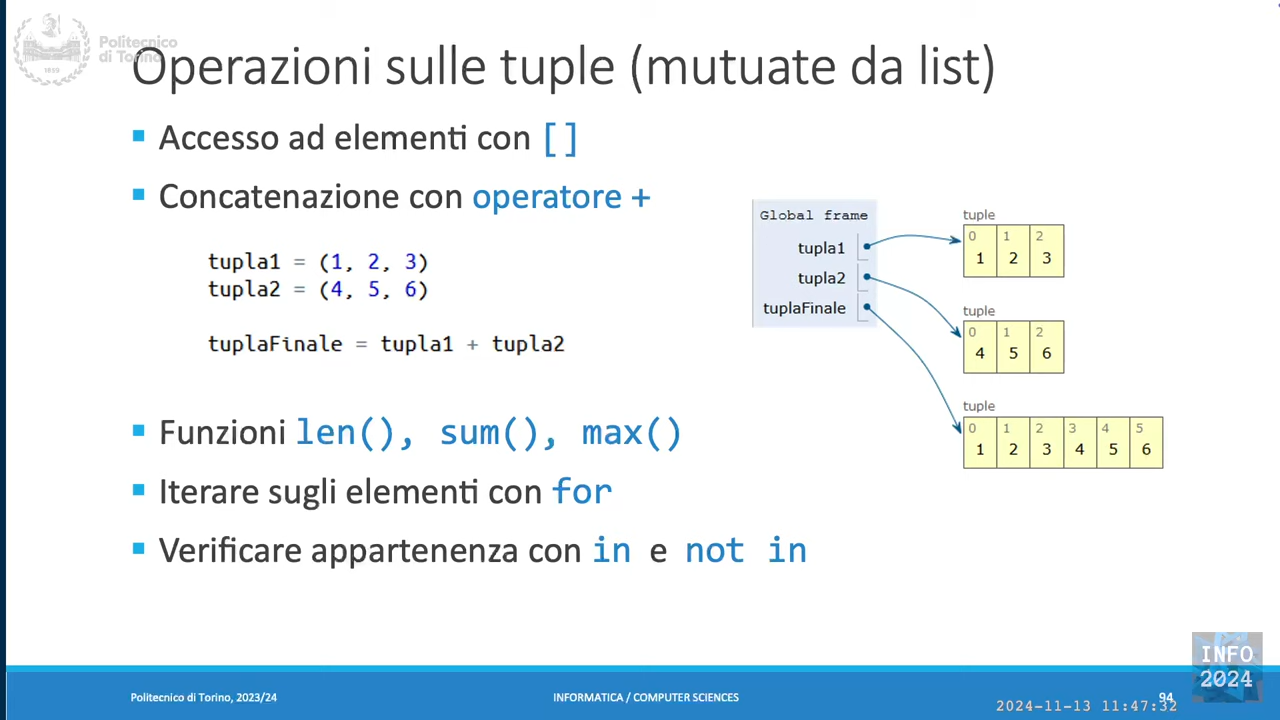 Politecnico
di Torino
1859
Operazioni sulle tuple (mutuate da list)
Accesso ad elementi con []
Concatenazione con operatore +
tupla1 = (1, 2, 3)
tupla2 = (4, 5, 6)
tuplaFinale = tupla1 + tupla2
Global frame
tupla1
tupla2
tuplaFinale
tuple
0 1 2
1 2 3
tuple
0 1 2
4 5 6
tuple
0 1 2 3 4 5
1 2 3 4 5 6
Funzioni len(), sum(), max()
Iterare sugli elementi con for
Verificare appartenenza con in e not in
INFO
2024
Politecnico di Torino, 2023/24
INFORMATICA / COMPUTER SCIENCES
94
2024-11-13 11:47:32